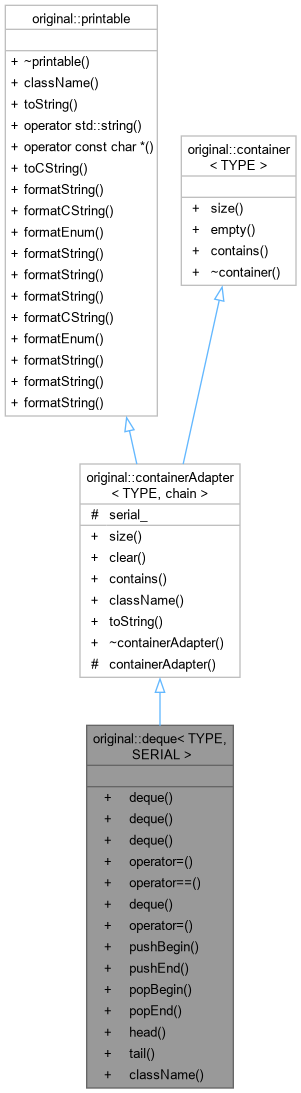 original::printable
+ ~printable()
+ className()
+ toString()
+ operator std::string()
+ operator const char *()
+ toCString()
+ formatString()
+ formatCString()
+ formatEnum()
+ formatString()
+ formatString()
+ formatString()
+ formatCString()
+ formatEnum()
+ formatString()
+ formatString()
+ formatString()
original::container
< TYPE >
+ size()
+ empty()
+ contains()
+ ~container()
original::containerAdapter
< TYPE, chain >
# serial_
+ size()
+ clear()
+ contains()
+ className()
+ toString()
+ ~containerAdapter()
# containerAdapter()
original::deque< TYPE,
SERIAL >
+ deque()
+ deque()
+ deque()
+ operator=()
+ operator==()
+ deque()
+ operator=()
+ pushBegin()
+ pushEnd()
+ popBegin()
+ popEnd()
+ head()
+ tail()
+ className()